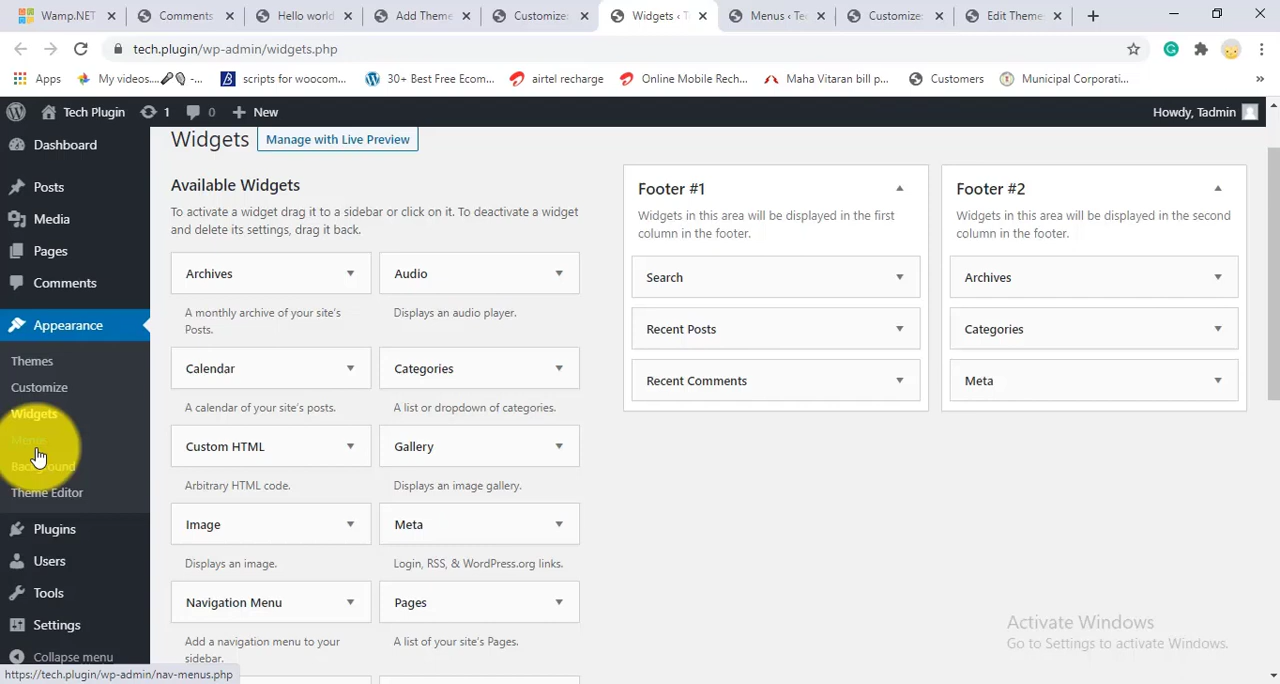 Wamp.NET
Comments
Hello world
Add Theme
Customize:
Widgets ‹ T
Menus ‹ Tec
Customize:
Edit Theme
tech.plugin/wp-admin/widgets.php
Apps
My videos....
scripts for woocom...
30+ Best Free Ecom...
airtel recharge
Online Mobile Rech...
Maha Vitaran bill p...
Customers
Municipal Corporati...
»
Tech Plugin
1
0
New
Howdy, Tadmin
Dashboard
Posts
Media
Pages
Comments
Appearance
Themes
Customize
Widgets
Menus
Background
Theme Editor
Plugins
Users
Tools
Settings
Collapse menu
https://tech.plugin/wp-admin/nav-menus.php
Widgets
Manage with Live Preview
Available Widgets
To activate a widget drag it to a sidebar or click on it. To deactivate a widget
and delete its settings, drag it back.
Archives
A monthly archive of your site's
Posts.
Audio
Displays an audio player.
Calendar
A calendar of your site's posts.
Categories
A list or dropdown of categories.
Custom HTML
Arbitrary HTML code.
Gallery
Displays an image gallery.
Image
Displays an image.
Meta
Login, RSS, & WordPress.org links.
Navigation Menu
Add a navigation menu to your
sidebar.
Pages
A list of your site's Pages.
Footer #1
Widgets in this area will be displayed in the first
column in the footer.
Search
Recent Posts
Recent Comments
Footer #2
Widgets in this area will be displayed in the second
column in the footer.
Archives
Categories
Meta
Activate Windows
Go to Settings to activate Windows.